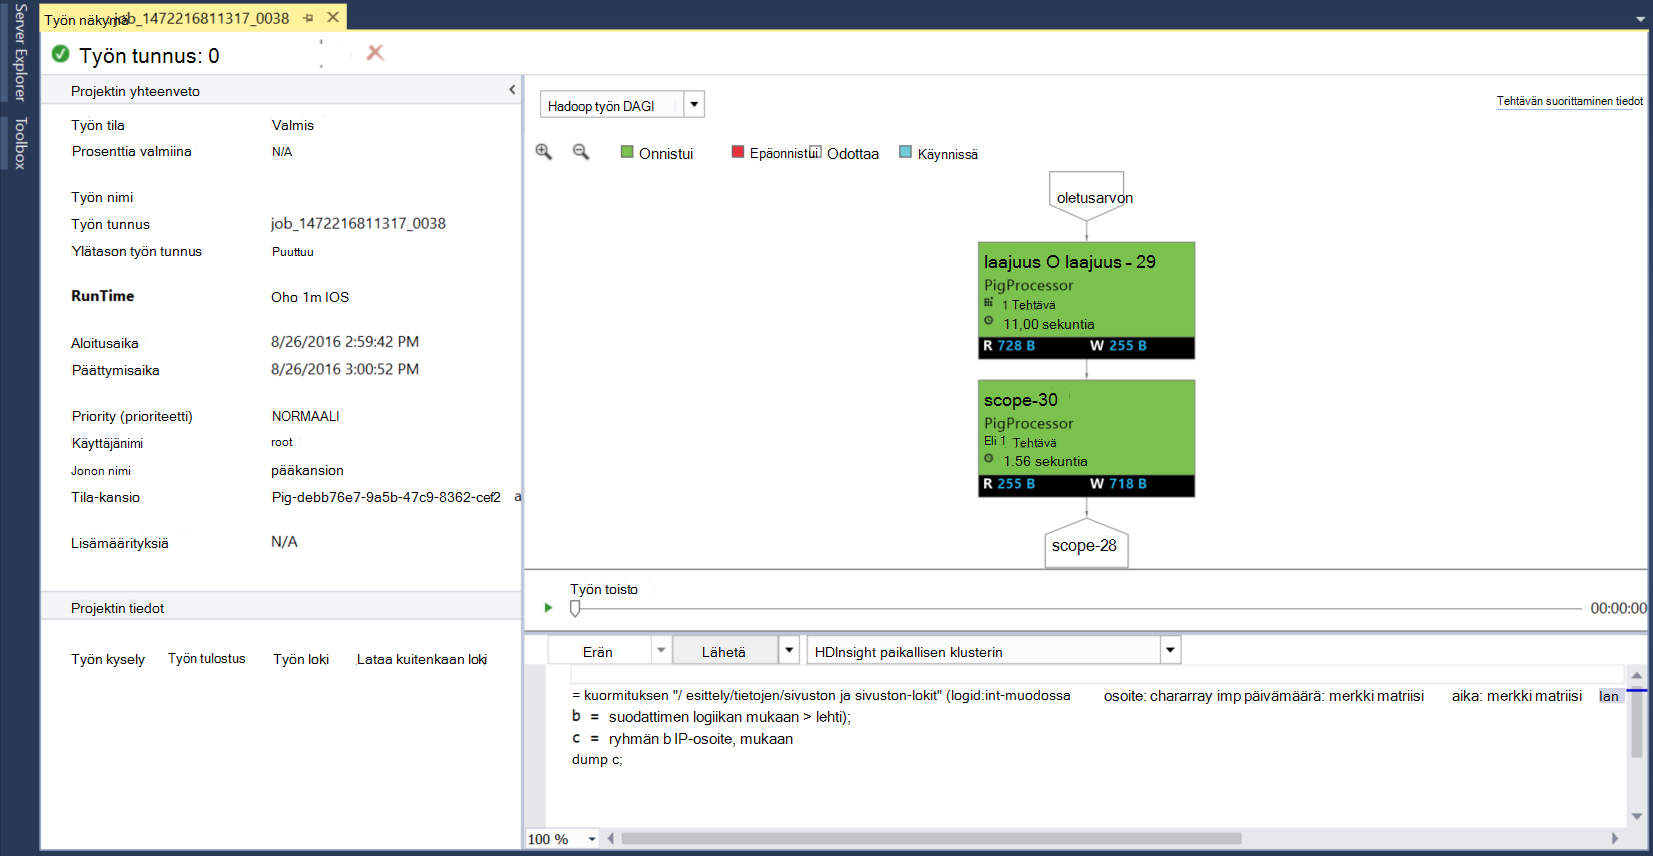 Server Explorer
Toolbox
Työn näkymä job_1472216811317_0038
Työn tunnus: 0
Projektin yhteenveto
Työn tila Valmis
Prosenttia valmiina N/A
Työn nimi
Työn tunnus job_1472216811317_0038
Ylätason työn tunnus Puuttuu
RunTime Oho 1m IOS
Aloitusaika 8/26/2016 2:59:42 PM
Päättymisaika 8/26/2016 3:00:52 PM
Priority (prioriteetti) NORMAALI
Käyttäjänimi root
Jonon nimi pääkansion
Tila-kansio Pig-debb76e7-9a5b-47c9-8362-cef2 a
Lisämäärityksiä N/A
Projektin tiedot
Työn kysely Työn tulostus Työn loki Lataa kuitenkaan loki
Hadoop työn DAGI
Tehtävän suorittaminen tiedot
Onnistui Epäonnistui Odottaa Käynnissä
oletusarvon
laajuus O laajuus - 29
PigProcessor
1 Tehtävä
11,00 sekuntia
R 728 B W 255 B
scope-30
PigProcessor
Eli 1 Tehtävä
1.56 sekuntia
R 255 B W 718 B
scope-28
Työn toisto
00:00:00
Erän Lähetä HDInsight paikallisen klusterin
= kuormituksen "/ esittely/tietojen/sivuston ja sivuston-lokit" (logid:int-muodossa osoite: chararray imp päivämäärä: merkki matriisi aika: merkki matriisi lan
b = suodattimen logiikan mukaan > lehti);
c = ryhmän b IP-osoite, mukaan
dump c;
100 %